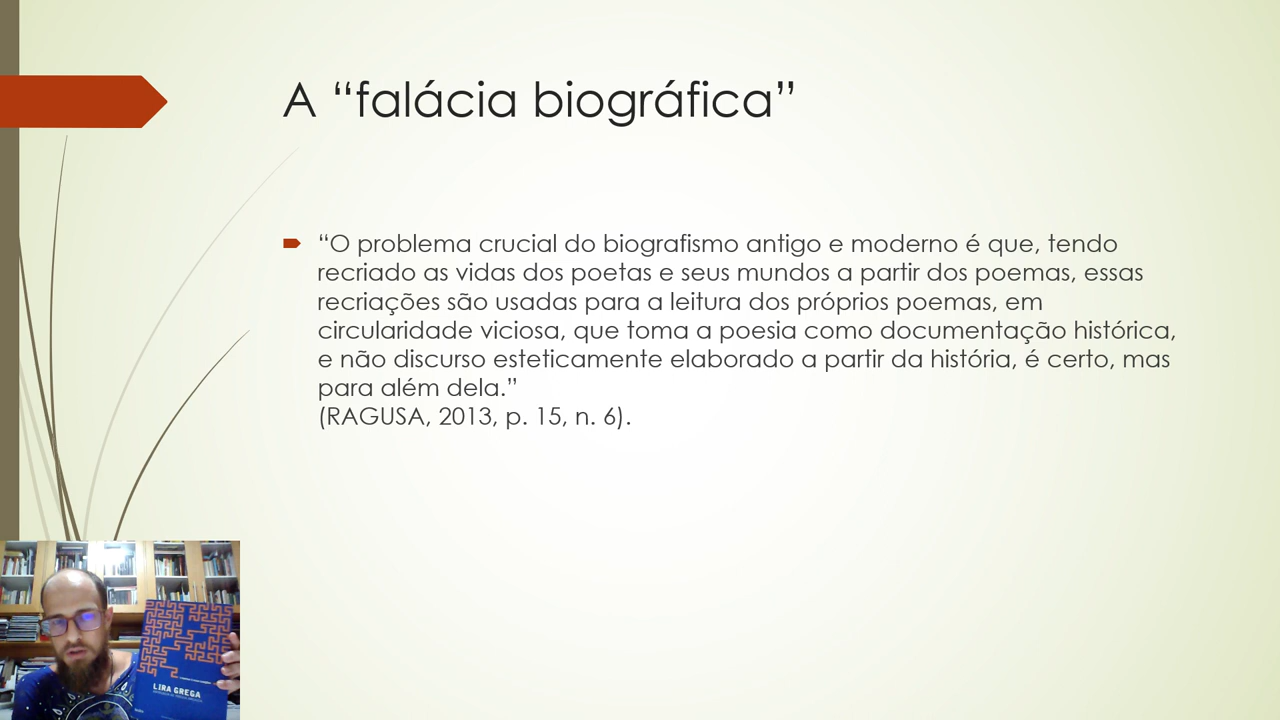 A “falácia biográfica”
“O problema crucial do biografismo antigo e moderno é que, tendo
recriado as vidas dos poetas e seus mundos a partir dos poemas, essas
recriações são usadas para a leitura dos próprios poemas, em
circularidade viciosa, que toma a poesia como documentação histórica,
e não discurso esteticamente elaborado a partir da história, é certo, mas
para além dela.”
(RAGUSA, 2013, p. 15, n. 6).
LIRA GREGA